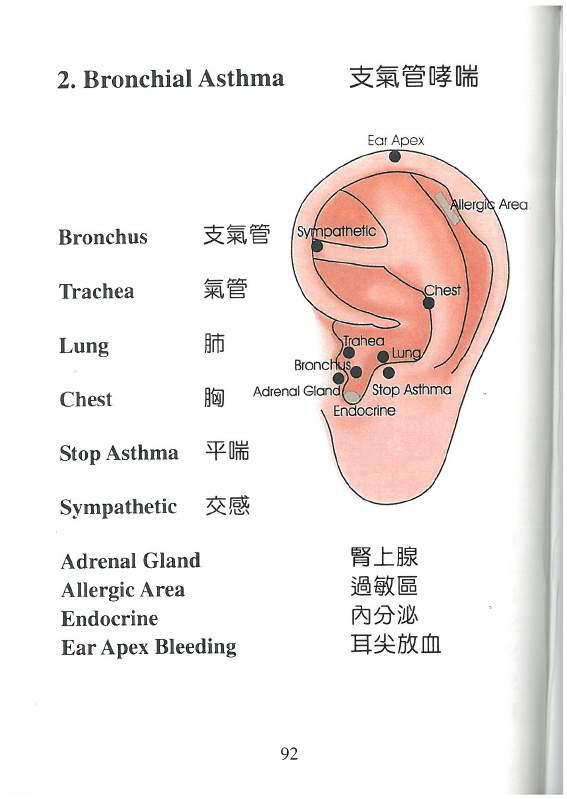 2. Bronchial Asthma 支氣管哮喘
Ear Apex
Allergic Area
Bronchus 支氣管
Sympathetic
Trachea 氣管
Chest
Lung 肺
Trahea
Lung
Bronchus
Chest 胸
Adrenal Gland
Stop Asthma
Endocrine
Stop Asthma 平喘
Sympathetic 交感
Adrenal Gland 腎上腺
Allergic Area 過敏區
Endocrine 內分泌
Ear Apex Bleeding 耳尖放血
92